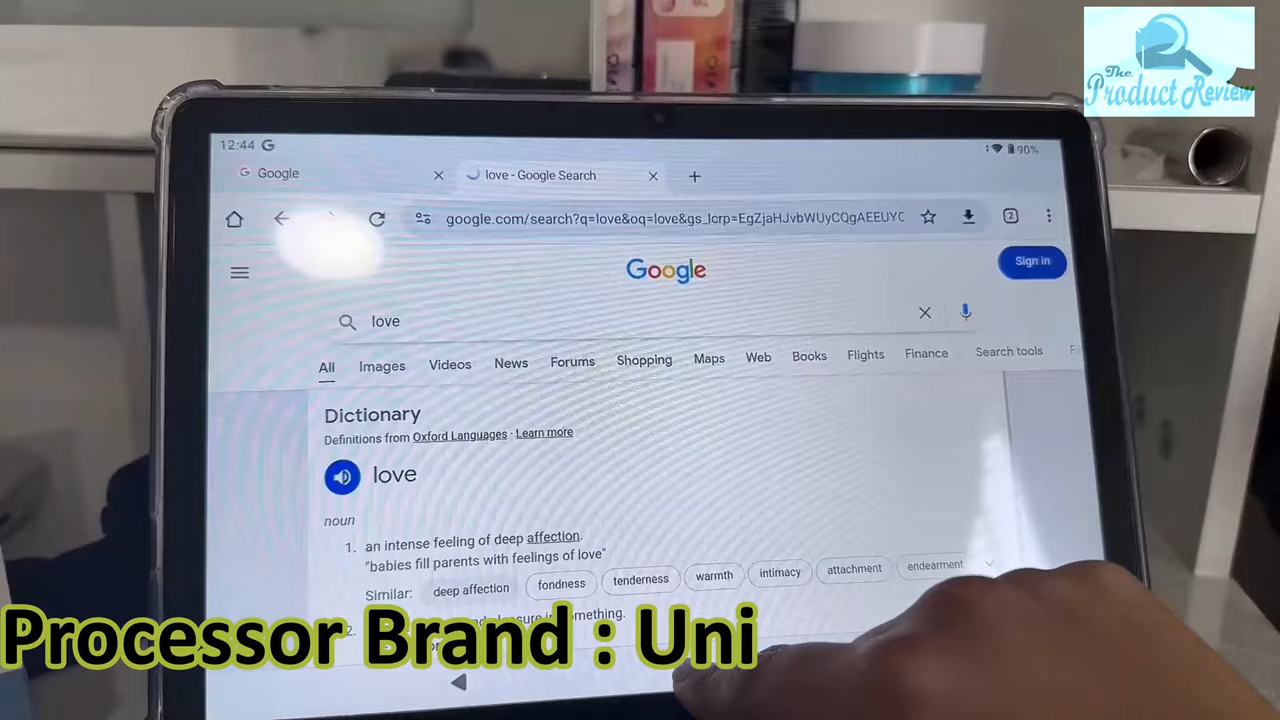 The
Product Review
12:44 G
90%
G Google
love - Google Search
google.com/search?q=love&oq=love&gs_lcrp=EgZjaHJvbWUyCQgAEEUYC
2
Google
Sign in
love
All Images Videos News Forums Shopping Maps Web Books Flights Finance Search tools
Dictionary
Definitions from Oxford Languages · Learn more
love
noun
1. an intense feeling of deep affection.
"babies fill parents with feelings of love"
Similar: deep affection fondness tenderness warmth intimacy attachment endearment
2.
Processor Brand : Uni